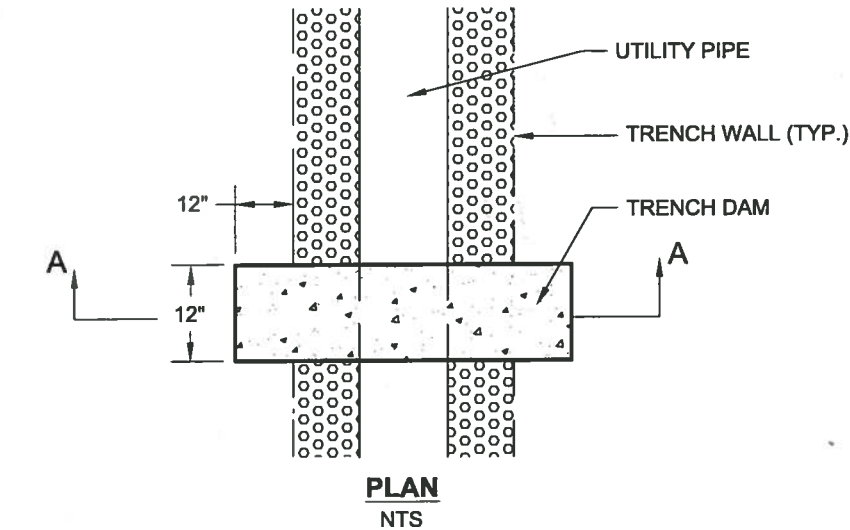 UTILITY PIPE
TRENCH WALL (TYP.)
12"
TRENCH DAM
A
A
12"
PLAN
NTS